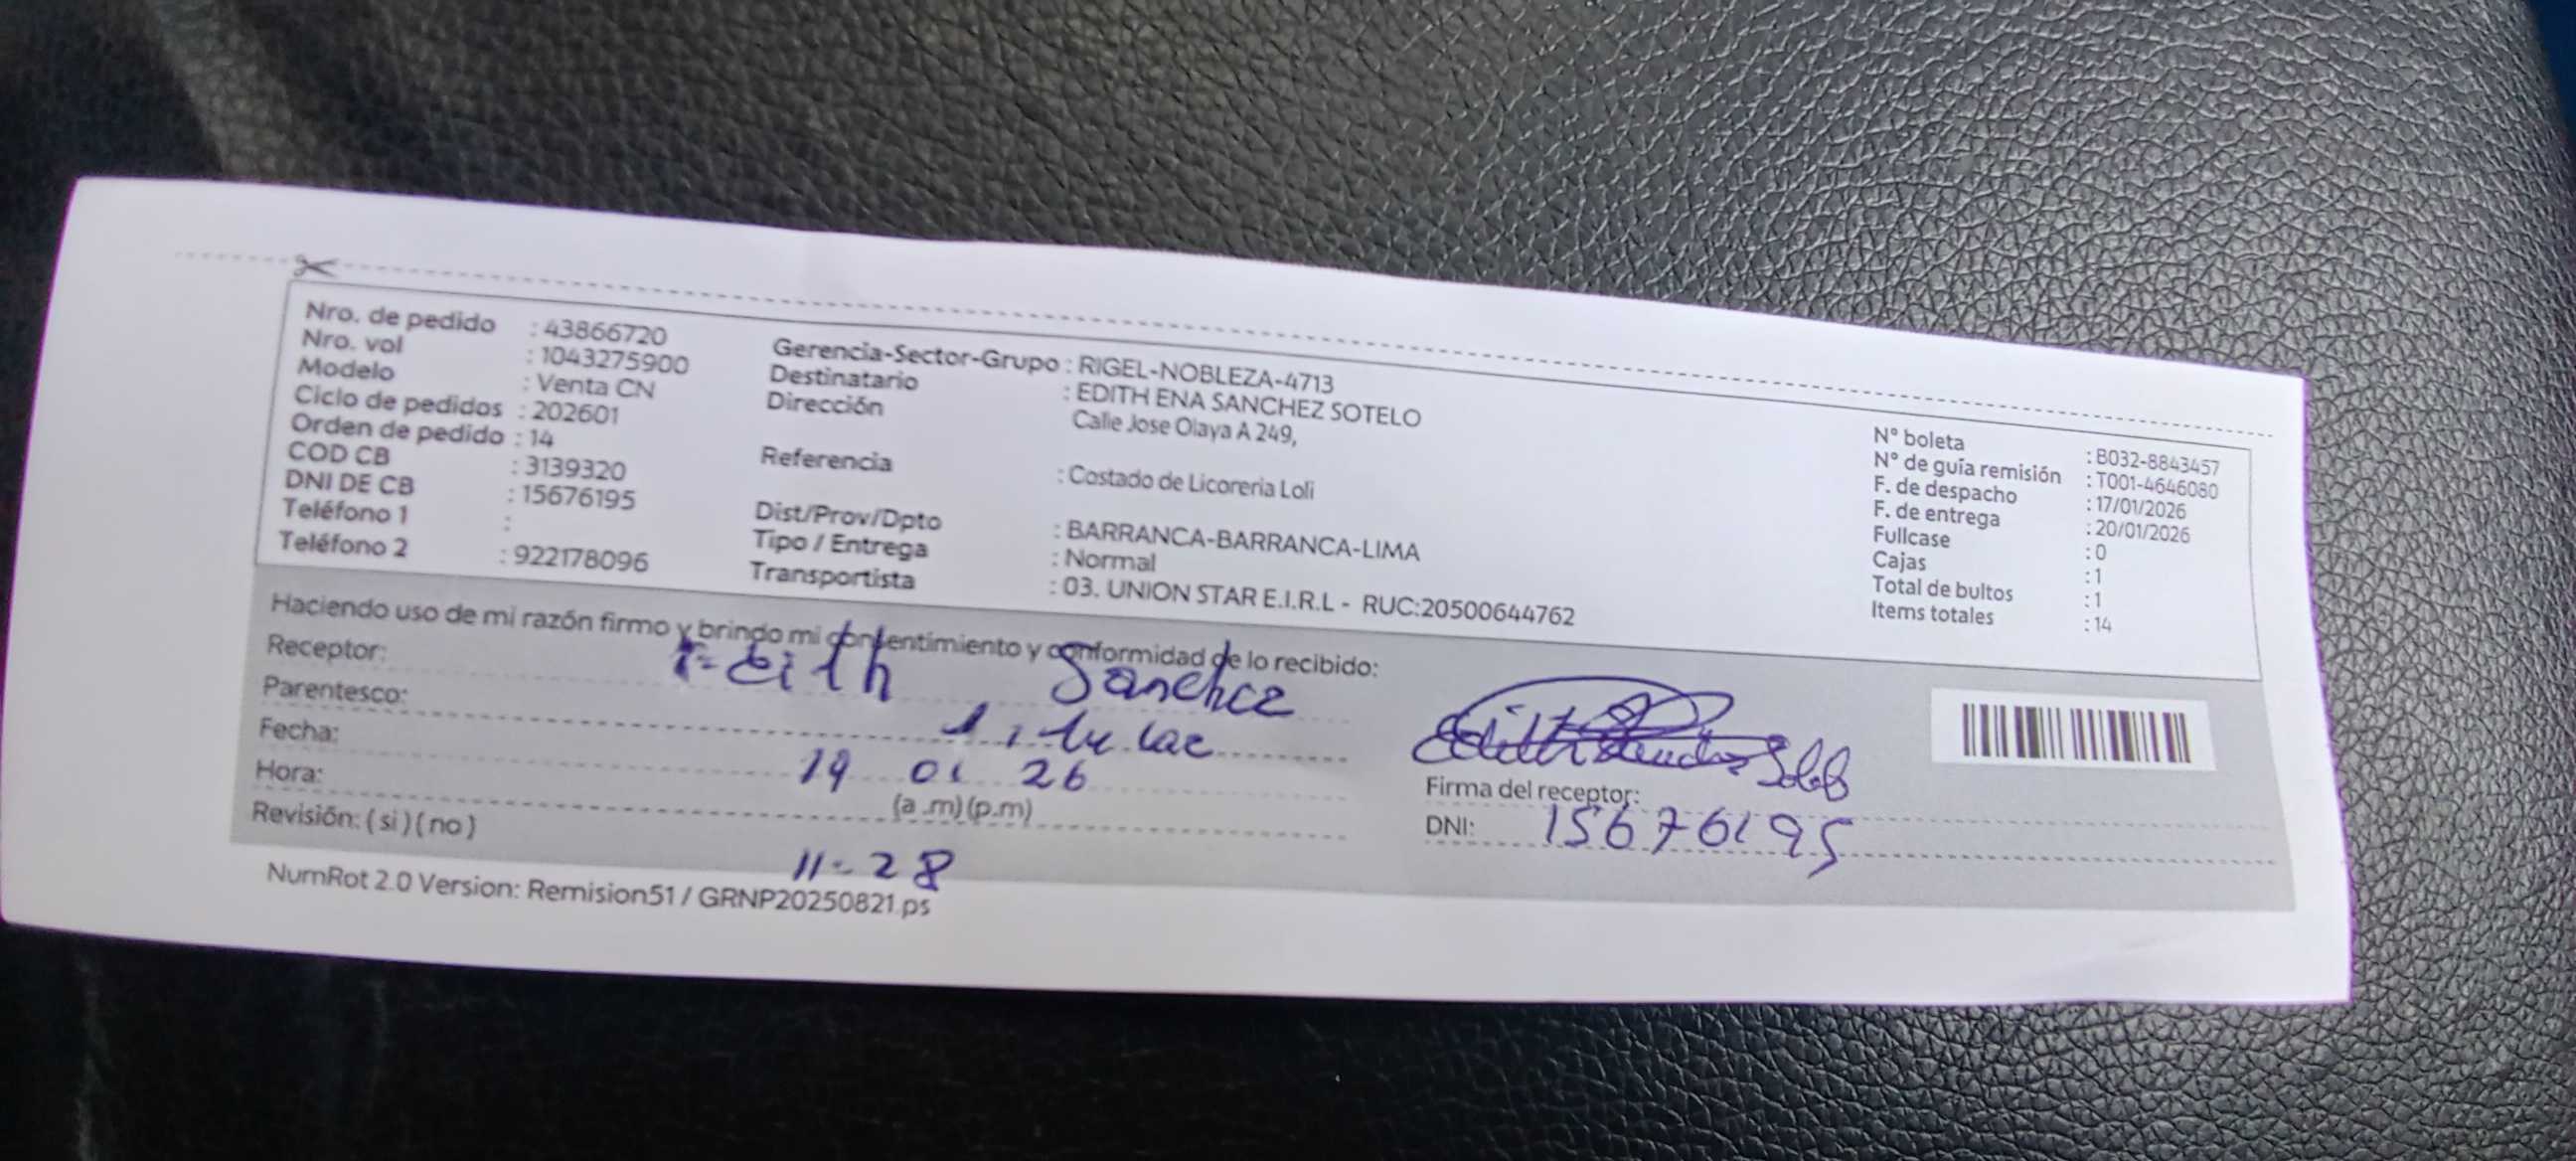 Nro. de pedido : 43866720
Nro. vol : 1043275900
Modelo : Venta CN
Ciclo de pedidos : 202601
Orden de pedido : 14
COD CB : 3139320
DNI DE CB : 15676195
Teléfono 1 :
Teléfono 2 : 922178096
Gerencia-Sector-Grupo : RIGEL-NOBLEZA-4713
Destinatario : EDITH ENA SANCHEZ SOTELO
Dirección Calle Jose Olaya A 249,
Referencia : Costado de Licoreria Loli
Dist/Prov/Dpto : BARRANCA-BARRANCA-LIMA
Tipo / Entrega : Normal
Transportista : 03. UNION STAR E.I.R.L - RUC:20500644762
N° boleta : B032-8843457
N° de guía remisión : T001-4646080
F. de despacho : 17/01/2026
F. de entrega : 20/01/2026
Fullcase : 0
Cajas : 1
Total de bultos : 1
Items totales : 14
Haciendo uso de mi razón firmo y brindo mi contentimiento y conformidad de lo recibido:
Receptor: Sanchez
Parentesco: Titular
Fecha: 19 01 26
Hora: (a.m) (p.m)
Revisión: ( si ) ( no ) 11-28
Firma del receptor:
DNI: 15676195
NumRot 2.0 Version: Remision51 / GRNP20250821.ps